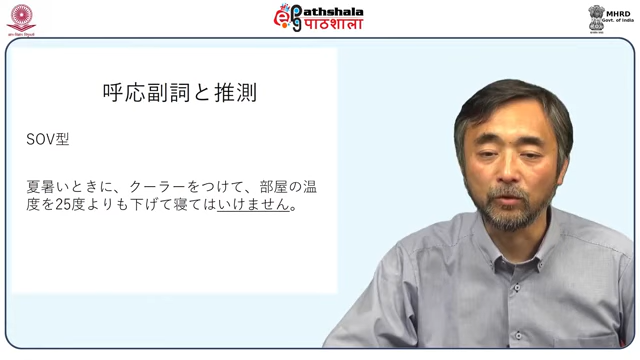 ePathshala
पाठशाला
MHRD
Govt. of India
呼応副詞と推測
SOV型
夏暑いときに、クーラーをつけて、部屋の温
度を25度よりも下げて寝てはいけません。